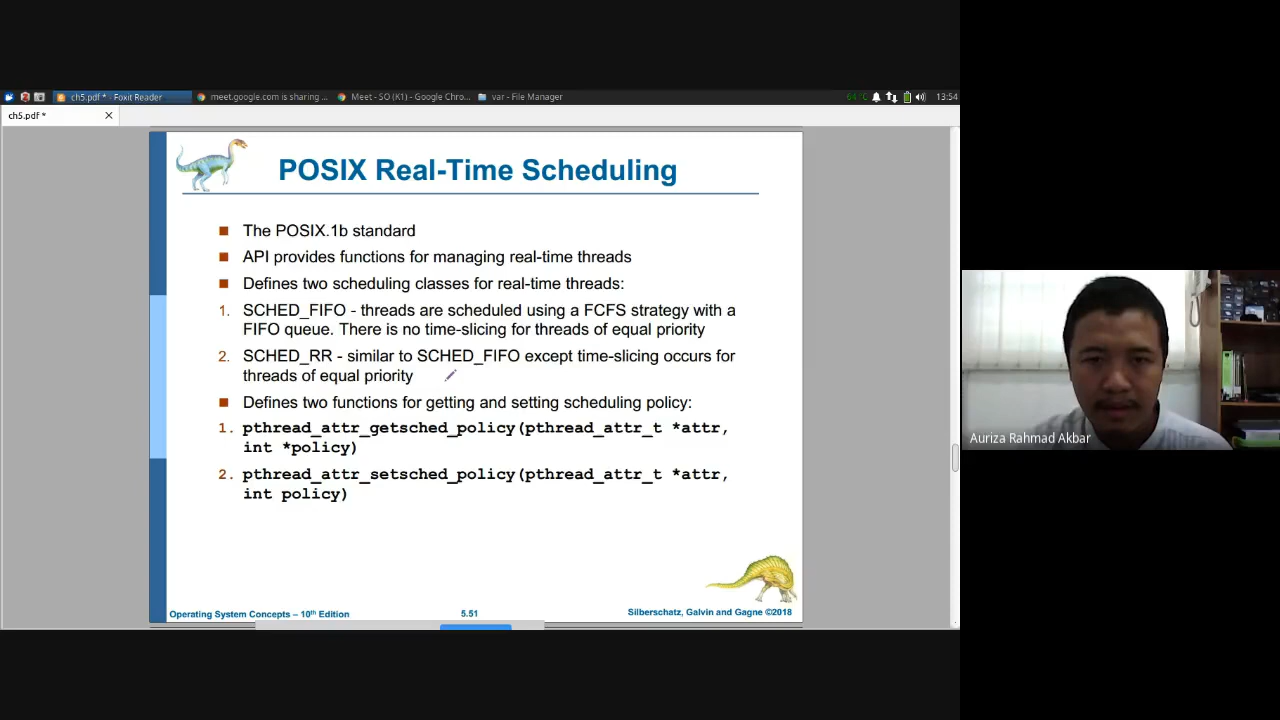 ch5.pdf * - Foxit Reader
meet.google.com is sharing ...
Meet - SO (K1) - Google Chro...
var - File Manager
64°C
13:54
ch5.pdf *
POSIX Real-Time Scheduling
The POSIX.1b standard
API provides functions for managing real-time threads
Defines two scheduling classes for real-time threads:
1. SCHED_FIFO - threads are scheduled using a FCFS strategy with a
FIFO queue. There is no time-slicing for threads of equal priority
2. SCHED_RR - similar to SCHED_FIFO except time-slicing occurs for
threads of equal priority
Defines two functions for getting and setting scheduling policy:
1. pthread_attr_getsched_policy(pthread_attr_t *attr,
int *policy)
2. pthread_attr_setsched_policy(pthread_attr_t *attr,
int policy)
Operating System Concepts – 10th Edition
5.51
Silberschatz, Galvin and Gagne ©2018
Auriza Rahmad Akbar